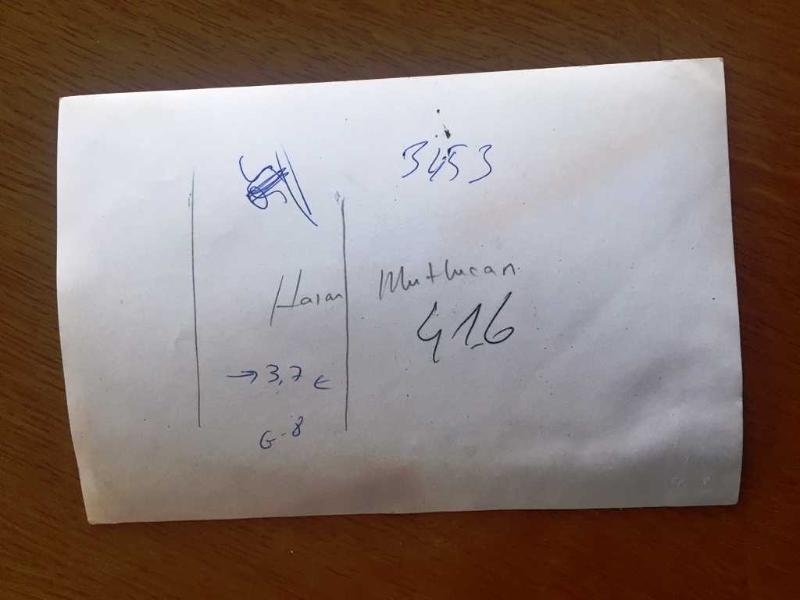 3453
Hasan Mutlucan
416
→ 3,7 €
G-8